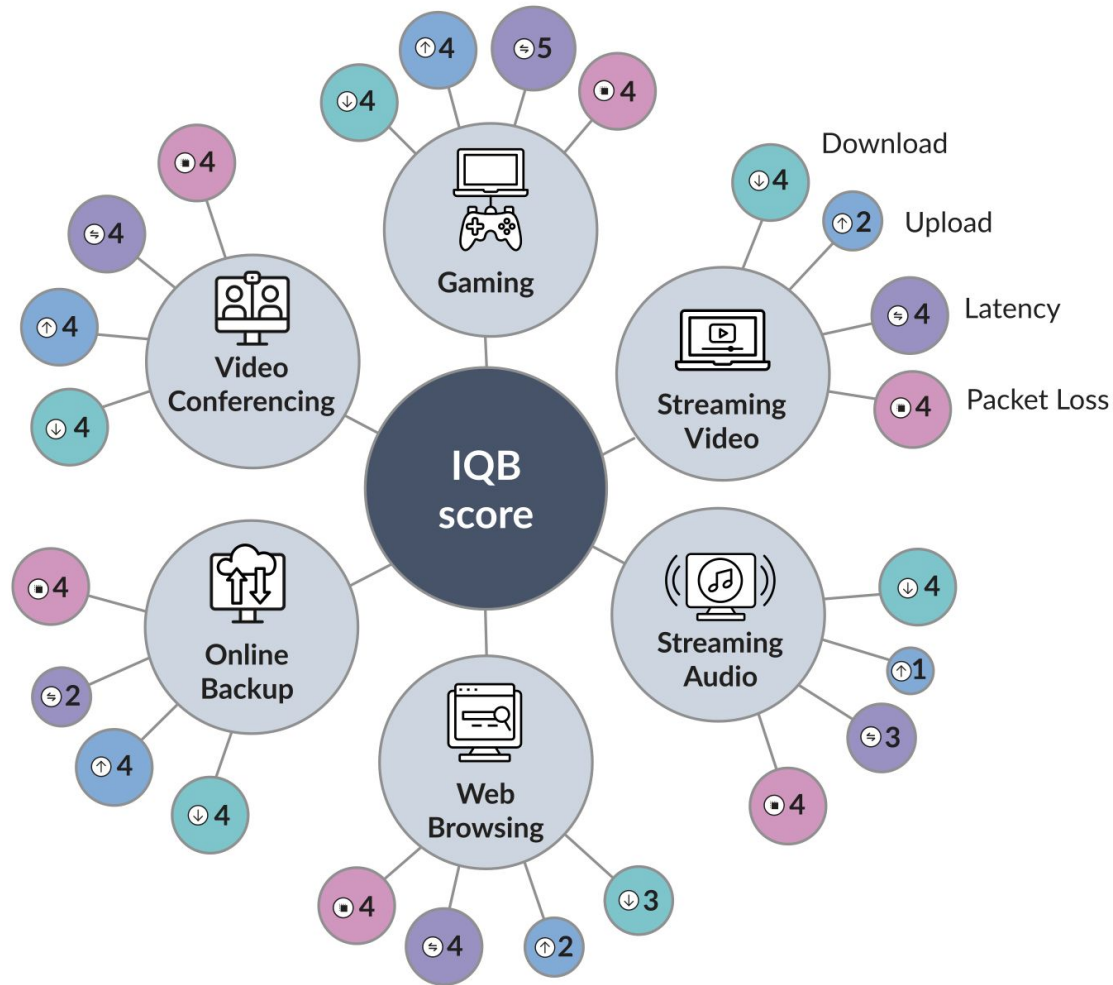 4
4
5
4
Gaming
4
Download
2
Upload
4
Latency
4
Packet Loss
Streaming
Video
4
4
4
4
Video
Conferencing
IQB
score
4
2
4
4
Online
Backup
4
1
3
4
Streaming
Audio
Web
Browsing
4
4
2
3